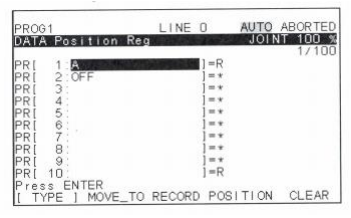 PROG1 LINE 0 AUTO ABORTED
DATA Position Reg JOINT 100 %
1/100
PR[ 1:A ]=R
PR[ 2:OFF ]=*
PR[ 3: ]=*
PR[ 4: ]=*
PR[ 5: ]=*
PR[ 6: ]=*
PR[ 7: ]=*
PR[ 8: ]=*
PR[ 9: ]=*
PR[ 10: ]=R
Press ENTER
[ TYPE ] MOVE_TO RECORD POSITION CLEAR